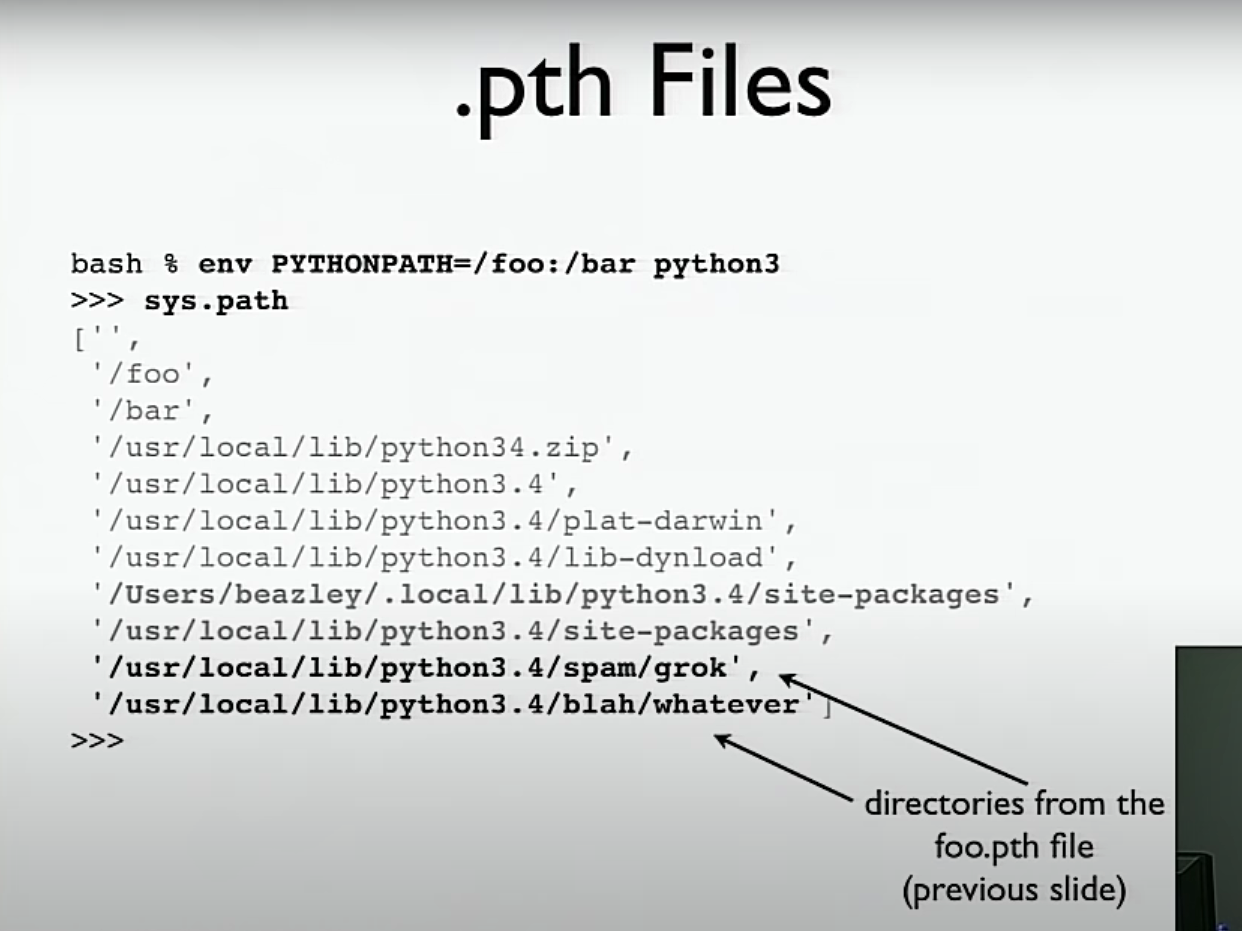 .pth Files
bash % env PYTHONPATH=/foo:/bar python3
>>> sys.path
['',
'/foo',
'/bar',
'/usr/local/lib/python34.zip',
'/usr/local/lib/python3.4',
'/usr/local/lib/python3.4/plat-darwin',
'/usr/local/lib/python3.4/lib-dynload',
'/Users/beazley/.local/lib/python3.4/site-packages',
'/usr/local/lib/python3.4/site-packages',
'/usr/local/lib/python3.4/spam/grok',
'/usr/local/lib/python3.4/blah/whatever']
>>>
directories from the
foo.pth file
(previous slide)